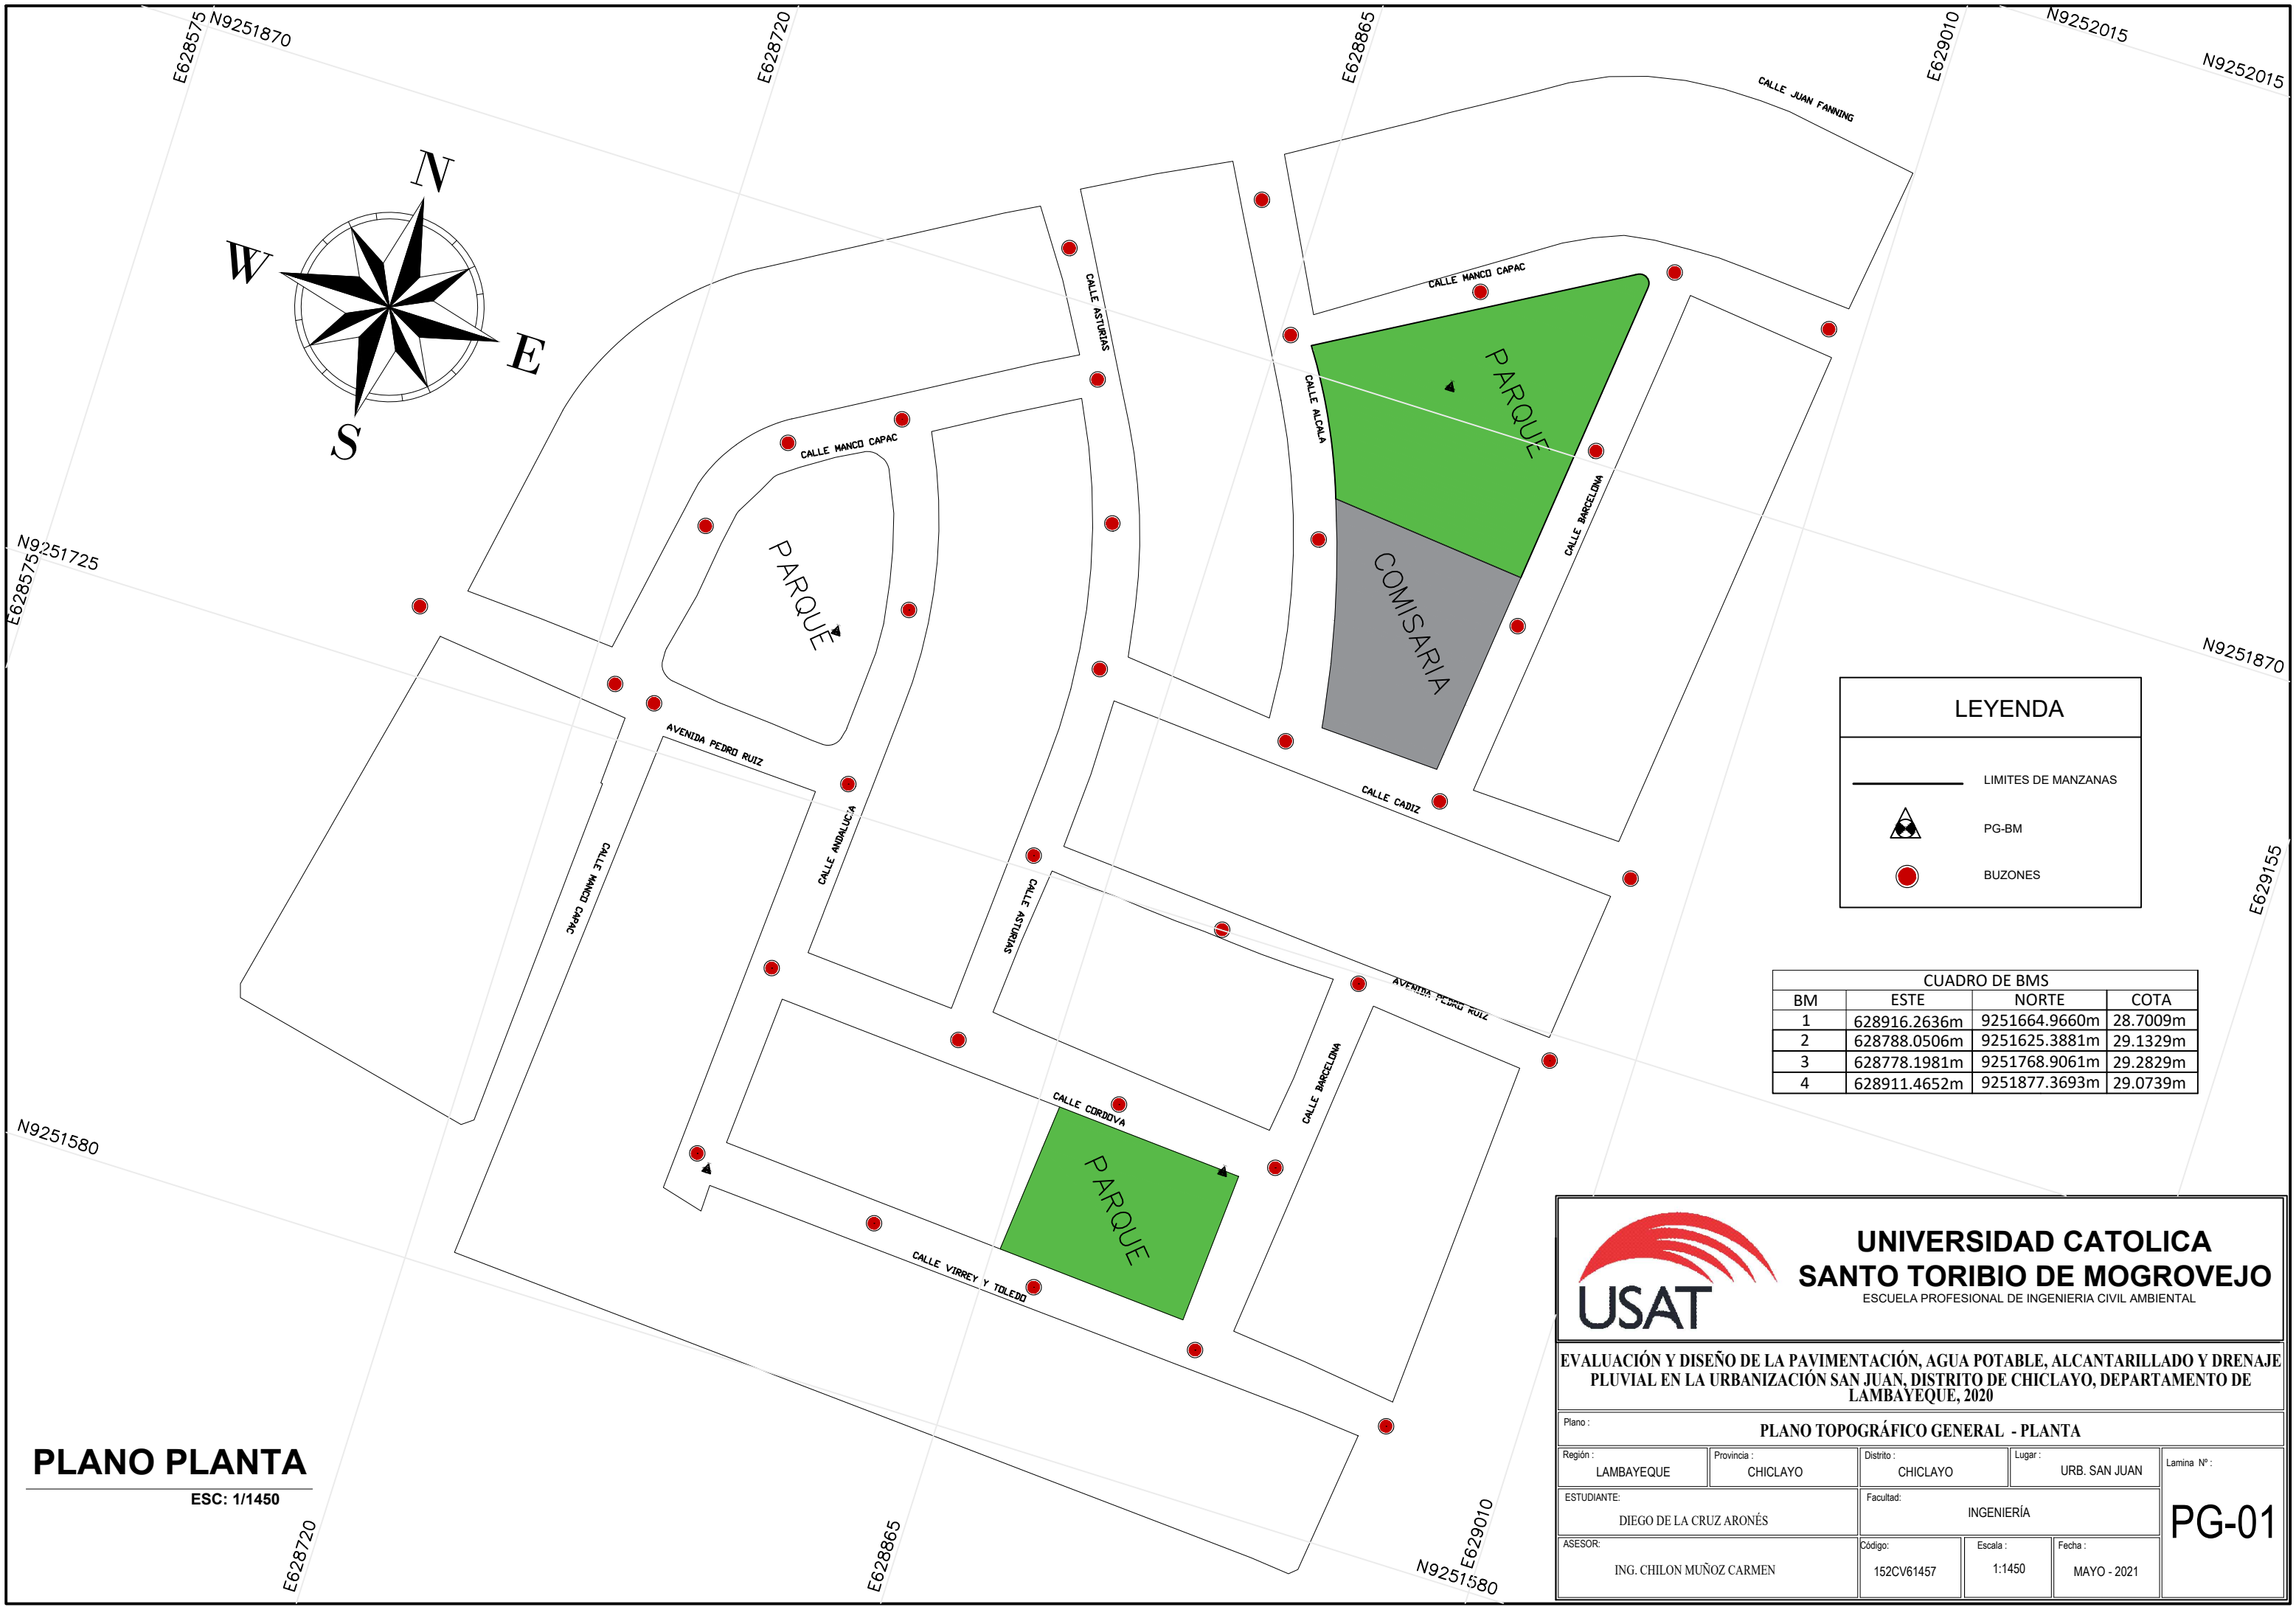 E628575
N9251870
E628720
E628865
E629010
N9252015
N9252015
CALLE JUAN FANNING
N
W
E
S
CALLE ASTURIAS
CALLE MANCO CAPAC
CALLE MANCO CAPAC
CALLE ALCALA
PARQUE
CALLE BARCELONA
N9251725
E628575
PARQUE
COMISARIA
N9251870
AVENIDA PEDRO RUIZ
CALLE CADIZ
CALLE MANCO CAPAC
CALLE ANDALUCIA
CALLE ASTURIAS
AVENIDA PEDRO RUIZ
CALLE BARCELONA
E629155
LEYENDA
LIMITES DE MANZANAS
PG-BM
BUZONES
CUADRO DE BMS
BM ESTE NORTE COTA
1 628916.2636m 9251664.9660m 28.7009m
2 628788.0506m 9251625.3881m 29.1329m
3 628778.1981m 9251768.9061m 29.2829m
4 628911.4652m 9251877.3693m 29.0739m
N9251580
CALLE CORDOVA
PARQUE
CALLE VIRREY Y TOLEDO
PLANO PLANTA
ESC: 1/1450
E628720
E628865
E629010
N9251580
USAT
UNIVERSIDAD CATOLICA
SANTO TORIBIO DE MOGROVEJO
ESCUELA PROFESIONAL DE INGENIERIA CIVIL AMBIENTAL
EVALUACIÓN Y DISEÑO DE LA PAVIMENTACIÓN, AGUA POTABLE, ALCANTARILLADO Y DRENAJE
PLUVIAL EN LA URBANIZACIÓN SAN JUAN, DISTRITO DE CHICLAYO, DEPARTAMENTO DE
LAMBAYEQUE, 2020
Plano :
PLANO TOPOGRÁFICO GENERAL - PLANTA
Región :
LAMBAYEQUE
Provincia :
CHICLAYO
Distrito :
CHICLAYO
Lugar :
URB. SAN JUAN
Lamina Nº :
PG-01
ESTUDIANTE:
DIEGO DE LA CRUZ ARONÉS
Facultad:
INGENIERÍA
ASESOR:
ING. CHILON MUÑOZ CARMEN
Código:
152CV61457
Escala :
1:1450
Fecha :
MAYO - 2021